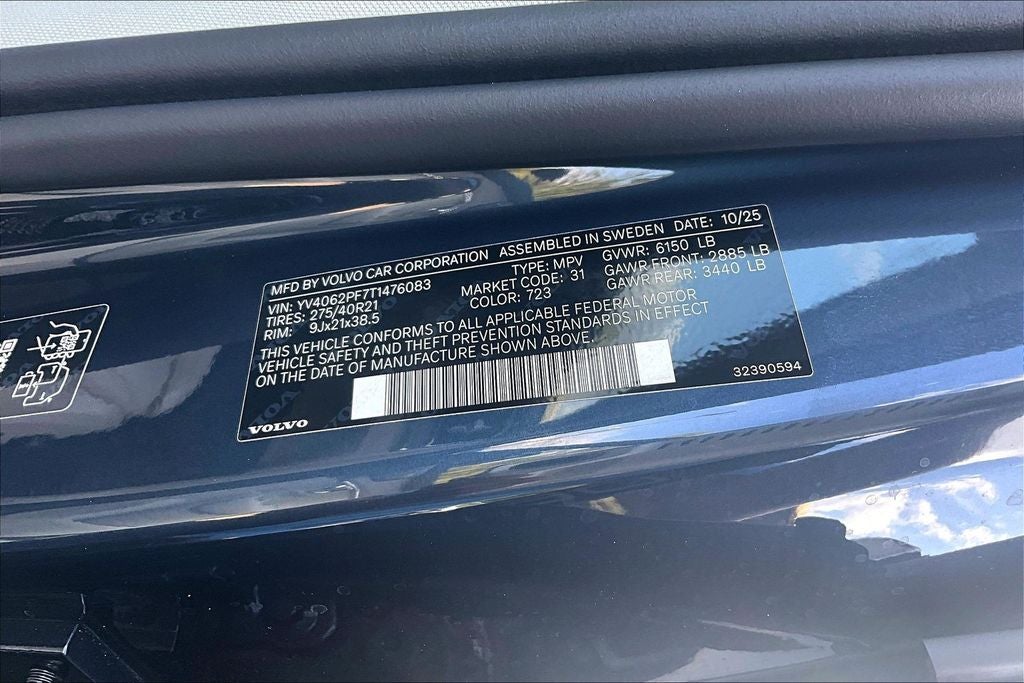 MFD BY VOLVO CAR CORPORATION ASSEMBLED IN SWEDEN DATE: 10/25
VIN: YV4062PF7T1476083 TYPE: MPV GVWR: 6150 LB
TIRES: 275/40R21 MARKET CODE: 31 GAWR FRONT: 2885 LB
RIM: 9Jx21x38.5 COLOR: 723 GAWR REAR: 3440 LB
THIS VEHICLE CONFORMS TO ALL APPLICABLE FEDERAL MOTOR
VEHICLE SAFETY AND THEFT PREVENTION STANDARDS IN EFFECT
ON THE DATE OF MANUFACTURE SHOWN ABOVE.
32390594
VOLVO